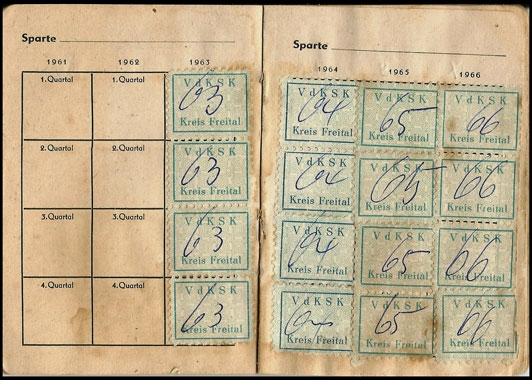 Sparte
1961 1962 1963
1. Quartal 1. Quartal VdKSK 63 Kreis Freital
2. Quartal 2. Quartal VdKSK 63 Kreis Freital
3. Quartal 3. Quartal VdKSK 63 Kreis Freital
4. Quartal 4. Quartal VdKSK 63 Kreis Freital
Sparte
1964 1965 1966
VdKSK 64 Kreis Freital VdKSK 65 Kreis Freital VdKSK 66 Kreis Freital
VdKSK 64 Kreis Freital VdKSK 65 Kreis Freital VdKSK 66 Kreis Freital
VdKSK 64 Kreis Freital VdKSK 65 Kreis Freital VdKSK 66 Kreis Freital
VdKSK 64 Kreis Freital VdKSK 65 Kreis Freital VdKSK 66 Kreis Freital